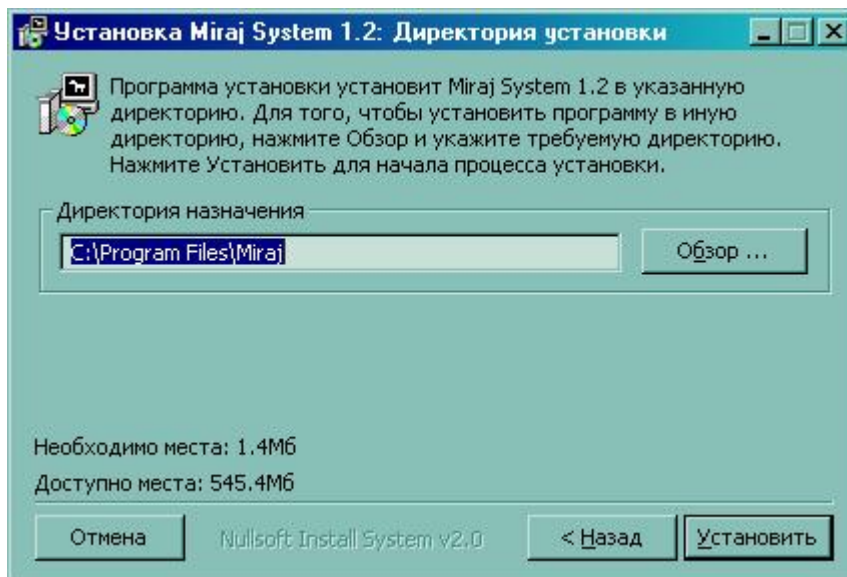 Установка Miraj System 1.2: Директория установки
Программа установки установит Miraj System 1.2 в указанную
директорию. Для того, чтобы установить программу в иную
директорию, нажмите Обзор и укажите требуемую директорию.
Нажмите Установить для начала процесса установки.
Директория назначения
C:\Program Files\Miraj
Обзор ...
Необходимо места: 1.4Мб
Доступно места: 545.4Мб
Отмена
Nullsoft Install System v2.0
< Назад
Установить